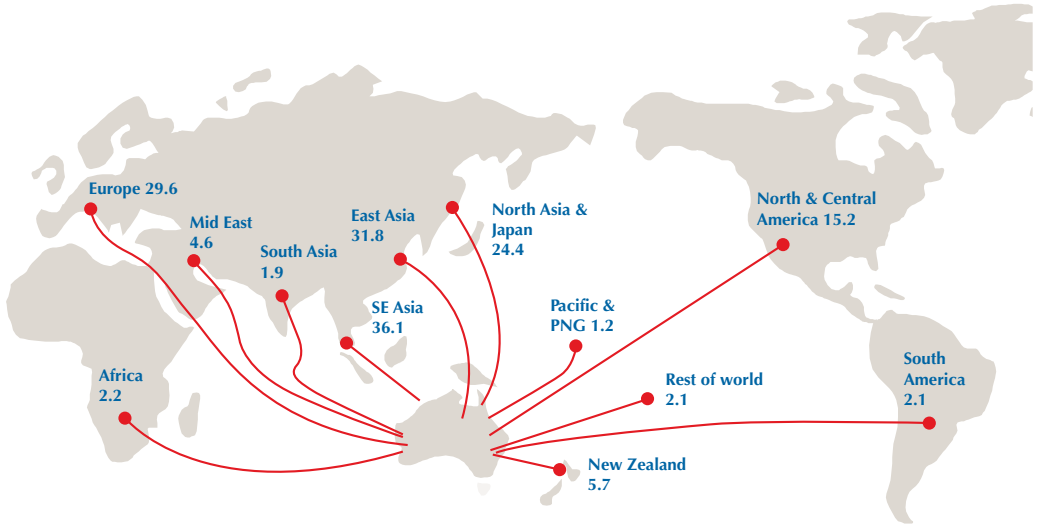 Europe 29.6
Mid East
4.6
South Asia
1.9
East Asia
31.8
North Asia &
Japan
24.4
North & Central
America 15.2
SE Asia
36.1
Pacific &
PNG 1.2
Africa
2.2
Rest of world
2.1
South
America
2.1
New Zealand
5.7